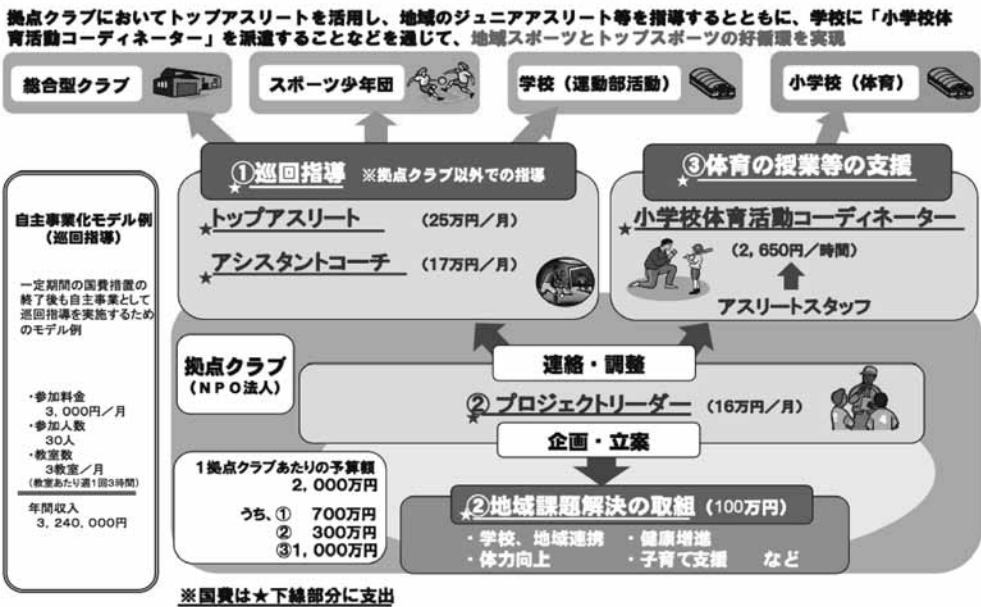 拠点クラブにおいてトップアスリートを活用し、地域のジュニアアスリート等を指導するとともに、学校に「小学校体
育活動コーディネーター」を派遣することなどを通じて、地域スポーツとトップスポーツの好循環を実現
総合型クラブ
スポーツ少年団
学校（運動部活動）
小学校（体育）
①巡回指導 ※拠点クラブ以外での指導
★
トップアスリート （25万円／月）
★
アシスタントコーチ （17万円／月）
★
③体育の授業等の支援
★
小学校体育活動コーディネーター
★
（2,650円／時間）
アスリートスタッフ
自主事業化モデル例
（巡回指導）
一定期間の国費措置の
終了後も自主事業として
巡回指導を実施するため
のモデル例
・参加料金
3,000円／月
・参加人数
30人
・教室数
3教室／月
（教室あたり週1回3時間）
年間収入
3,240,000円
拠点クラブ
（NPO法人）
連絡・調整
②プロジェクトリーダー （16万円／月）
★
企画・立案
1拠点クラブあたりの予算額
2,000万円
うち、① 700万円
② 300万円
③1,000万円
②地域課題解決の取組（100万円）
★
・学校、地域連携 ・健康増進
・体力向上 ・子育て支援 など
※国費は★下線部分に支出